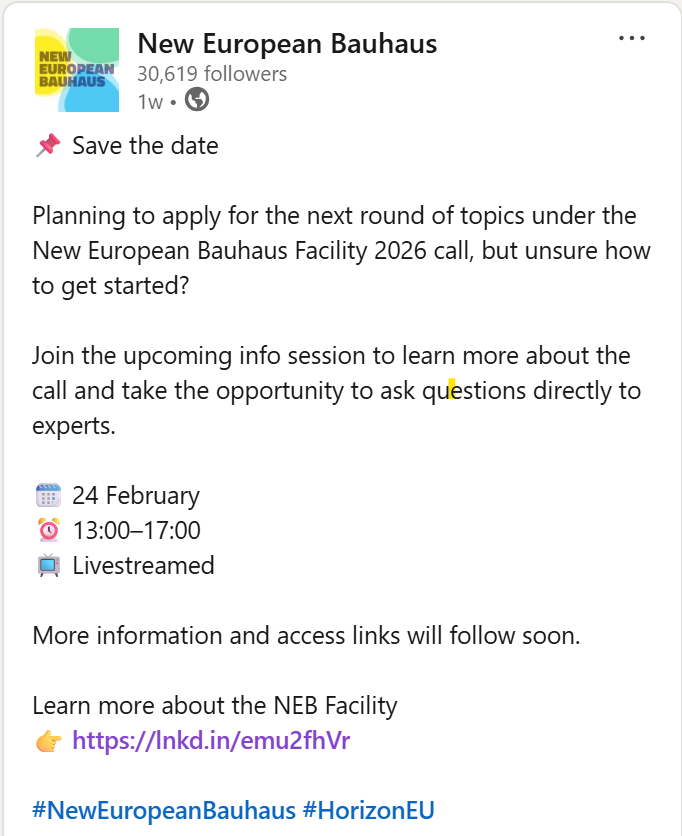 NEW
EUROPEAN
BAUHAUS
New European Bauhaus
30,619 followers
1w •
Save the date
Planning to apply for the next round of topics under the
New European Bauhaus Facility 2026 call, but unsure how
to get started?
Join the upcoming info session to learn more about the
call and take the opportunity to ask questions directly to
experts.
24 February
13:00–17:00
Livestreamed
More information and access links will follow soon.
Learn more about the NEB Facility
https://lnkd.in/emu2fhVr
#NewEuropeanBauhaus #HorizonEU